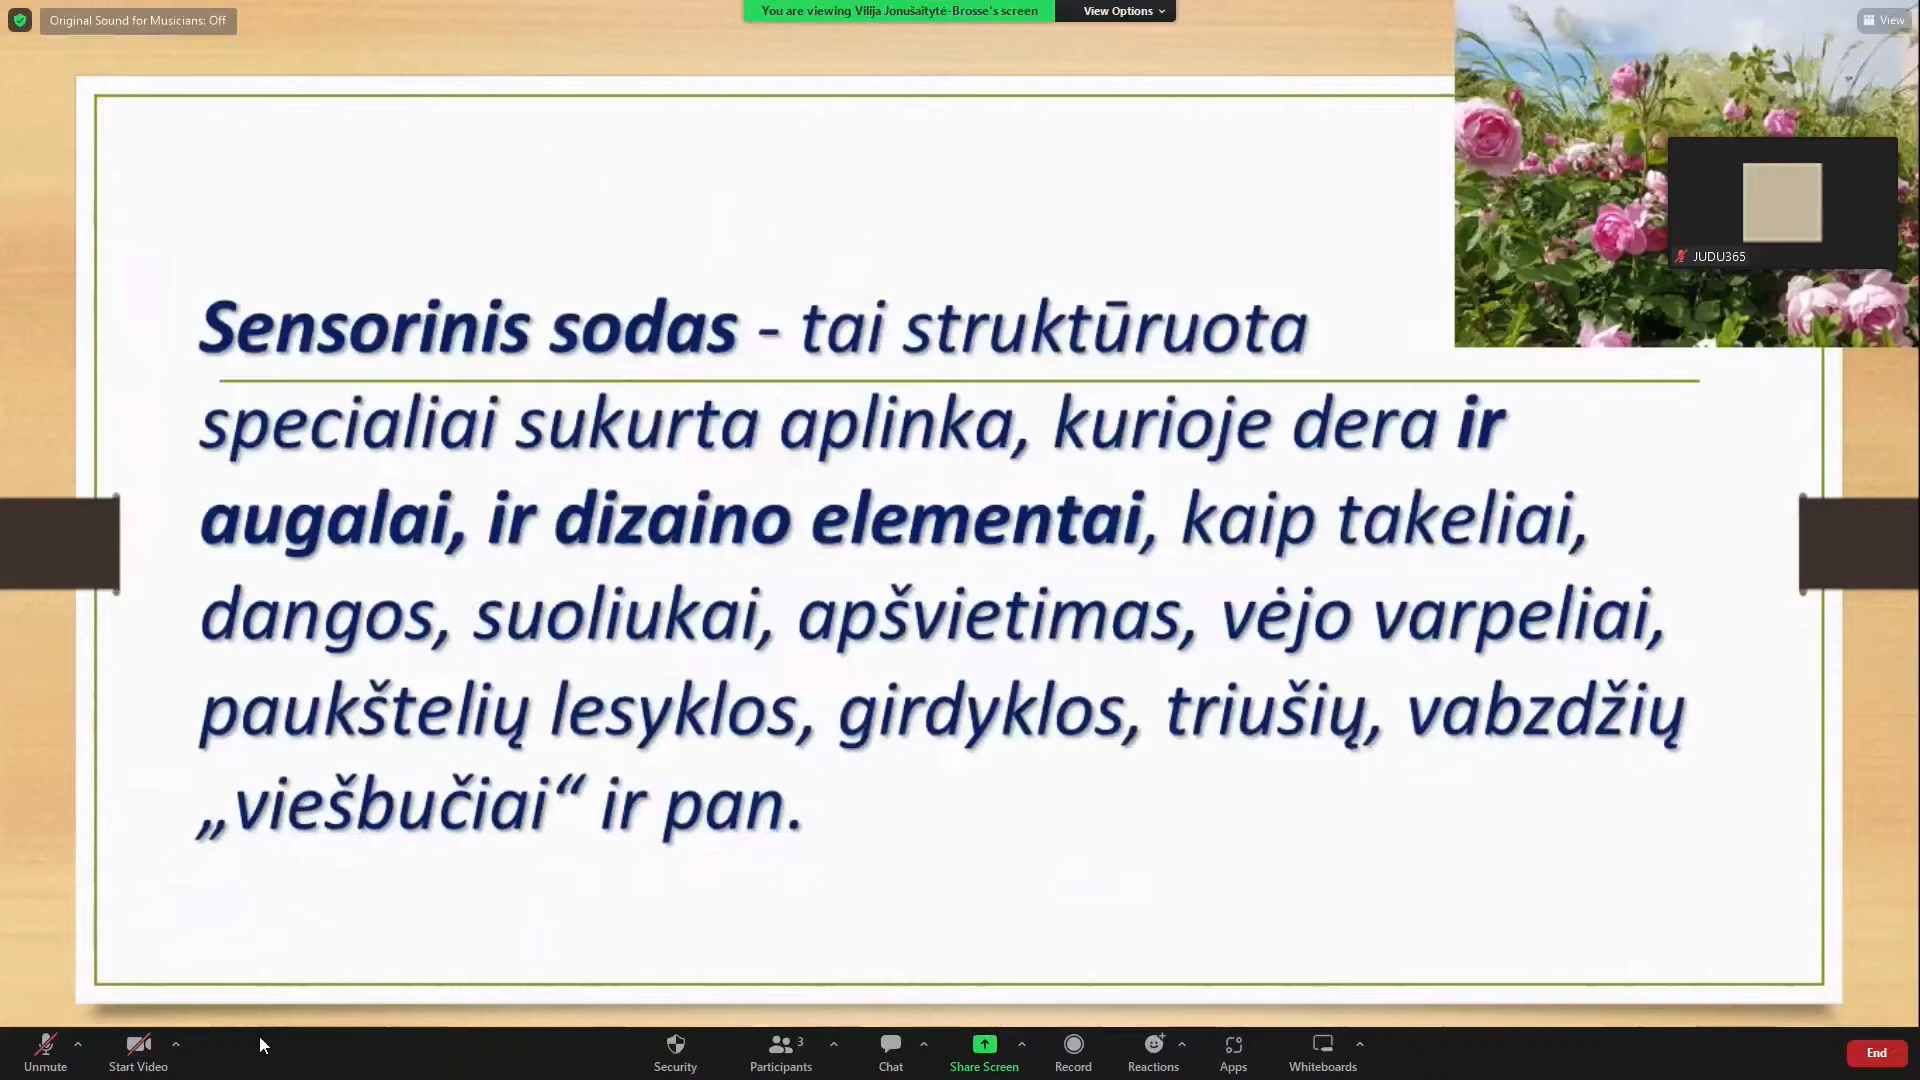 Original Sound for Musicians: Off
You are viewing Vilija Jonušaitytė-Brosse's screen
View Options
View
JUDU365
Sensorinis sodas - tai struktūruota
specialiai sukurta aplinka, kurioje dera ir
augalai, ir dizaino elementai, kaip takeliai,
dangos, suoliukai, apšvietimas, vėjo varpeliai,
paukštelių lesyklos, girdyklos, triušių, vabzdžių
„viešbučiai“ ir pan.
Unmute
Start Video
Security
Participants 3
Chat
Share Screen
Record
Reactions
Apps
Whiteboards
End